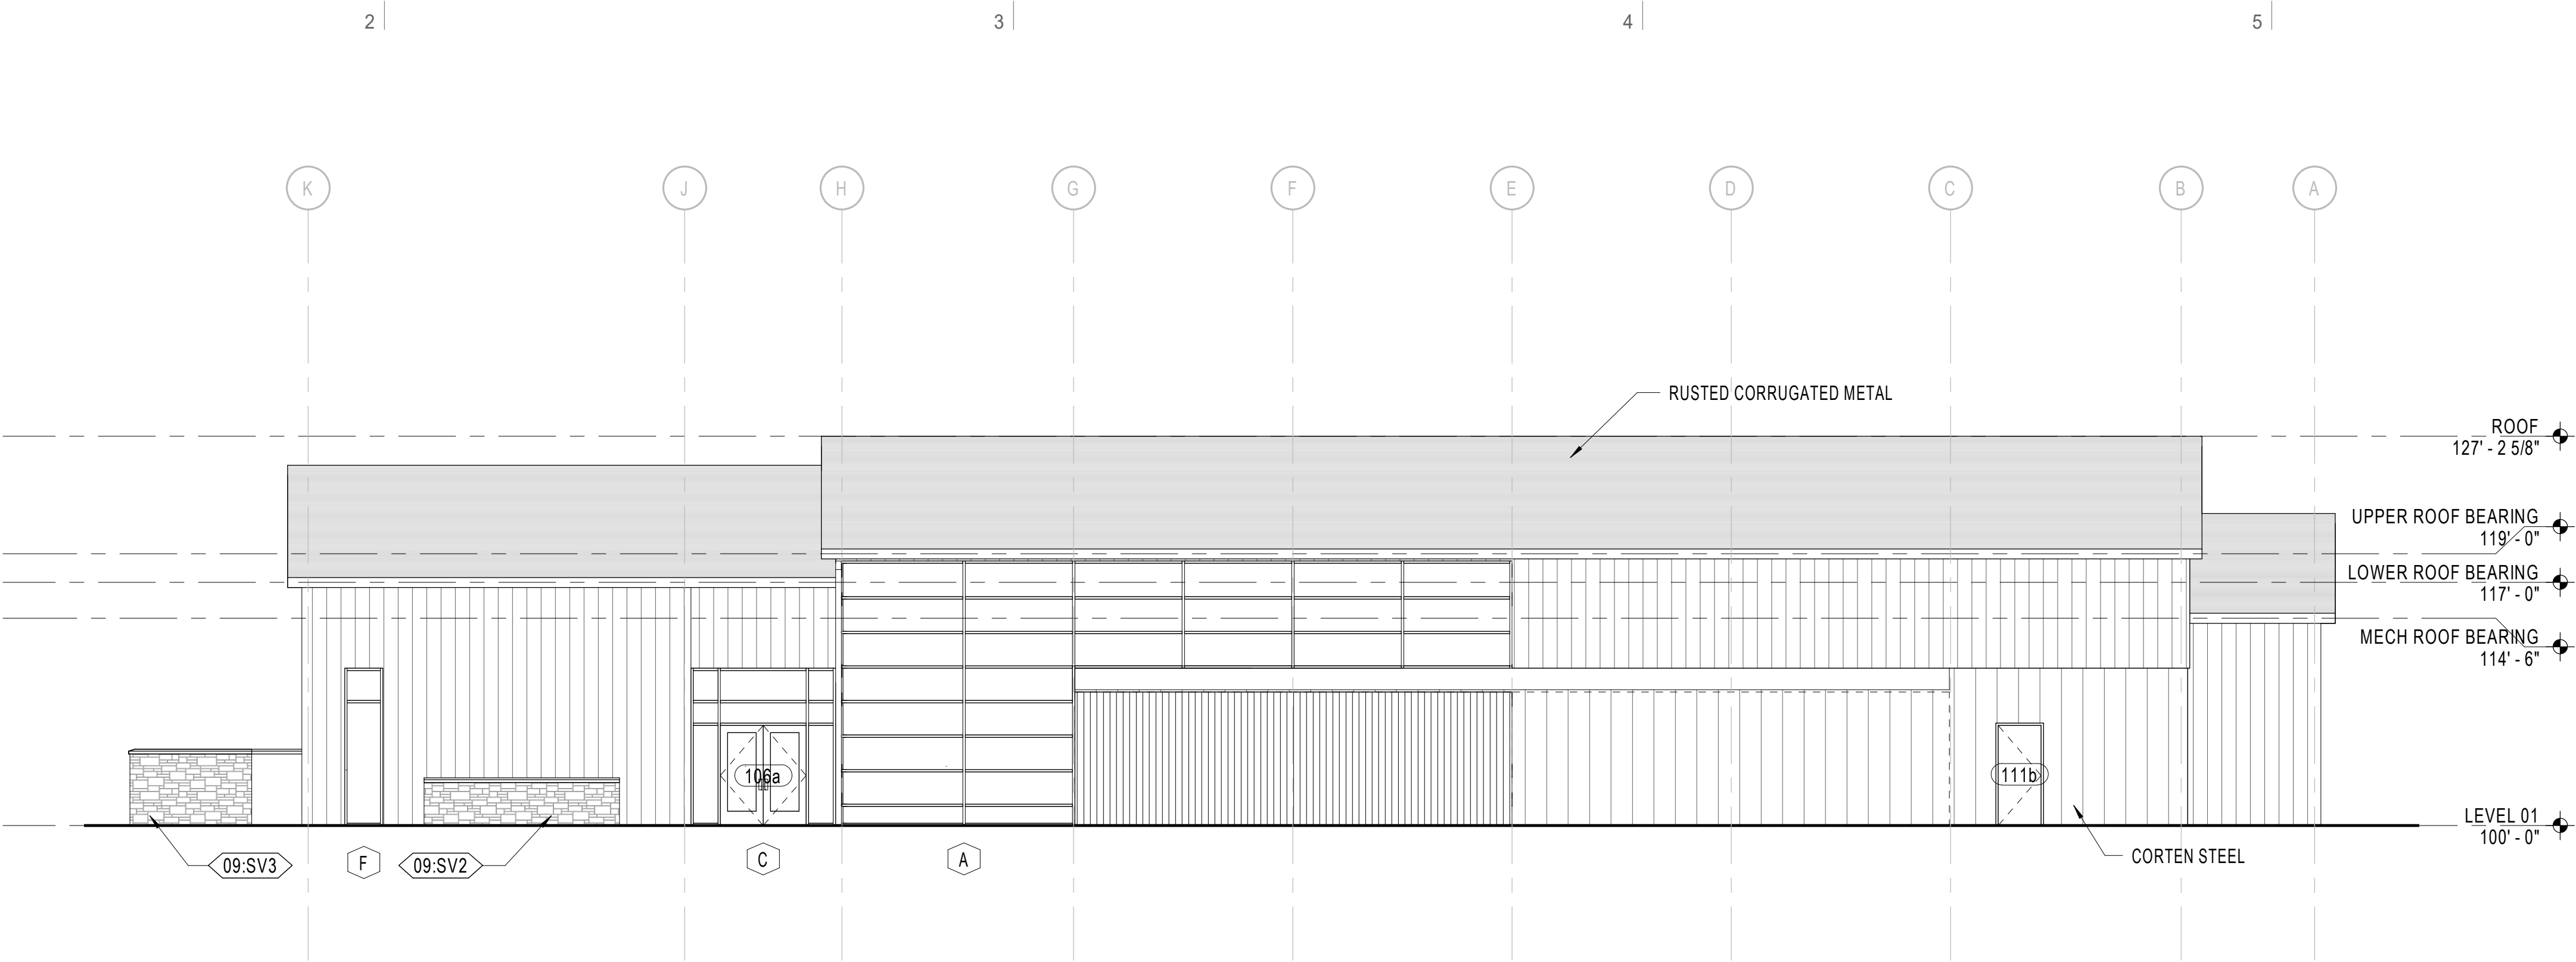 2
3
4
5
K
J
H
G
F
E
D
C
B
A
RUSTED CORRUGATED METAL
ROOF
127' - 2 5/8"
UPPER ROOF BEARING
119' - 0"
LOWER ROOF BEARING
117' - 0"
MECH ROOF BEARING
114' - 6"
106a
111b
LEVEL 01
100' - 0"
09:SV3
F
09:SV2
C
A
CORTEN STEEL